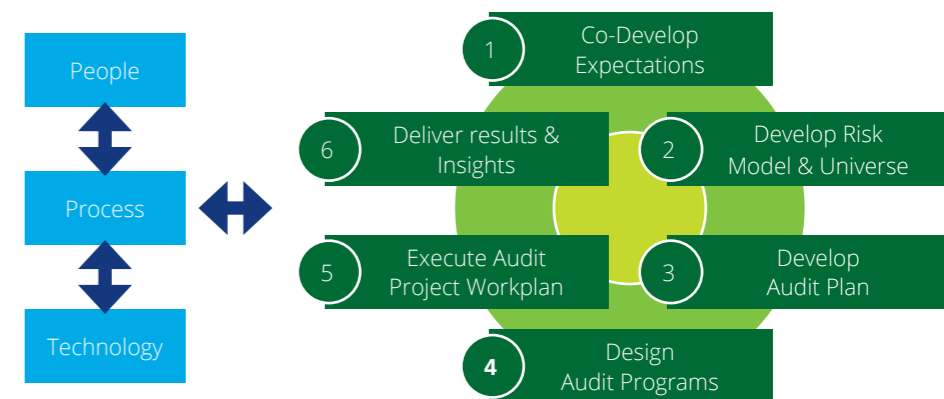 People
Process
Technology
1
Co-Develop
Expectations
2
Develop Risk
Model & Universe
3
Develop
Audit Plan
4
Design
Audit Programs
5
Execute Audit
Project Workplan
6
Deliver results &
Insights